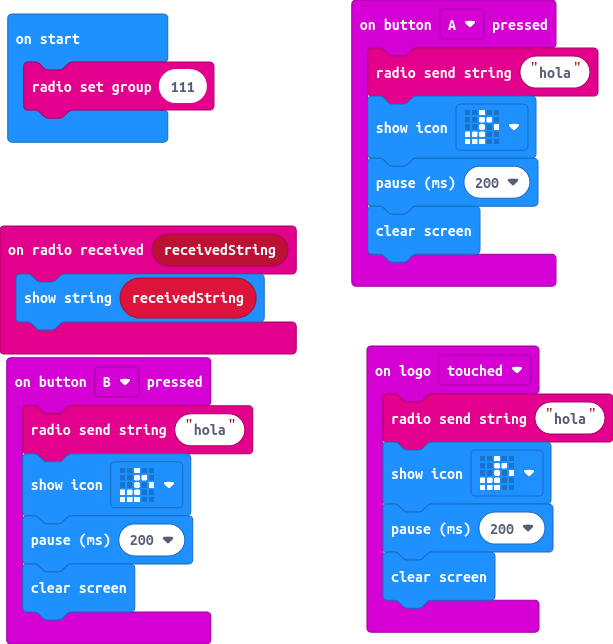 on start
radio set group 111
on button A pressed
radio send string "hola"
show icon
pause (ms) 200
clear screen
on radio received receivedString
show string receivedString
on button B pressed
radio send string "hola"
show icon
pause (ms) 200
clear screen
on logo touched
radio send string "hola"
show icon
pause (ms) 200
clear screen